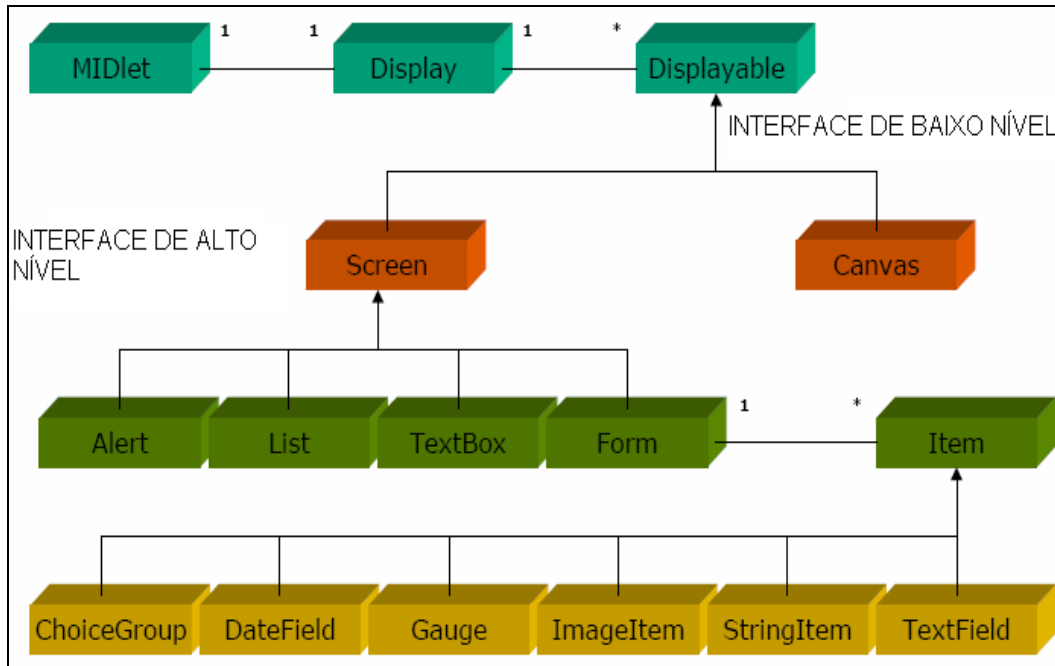 1 1 1 *
MIDlet Display Displayable
INTERFACE DE BAIXO NÍVEL
INTERFACE DE ALTO
NÍVEL
Screen Canvas
1 *
Alert List TextBox Form Item
ChoiceGroup DateField Gauge ImageItem StringItem TextField